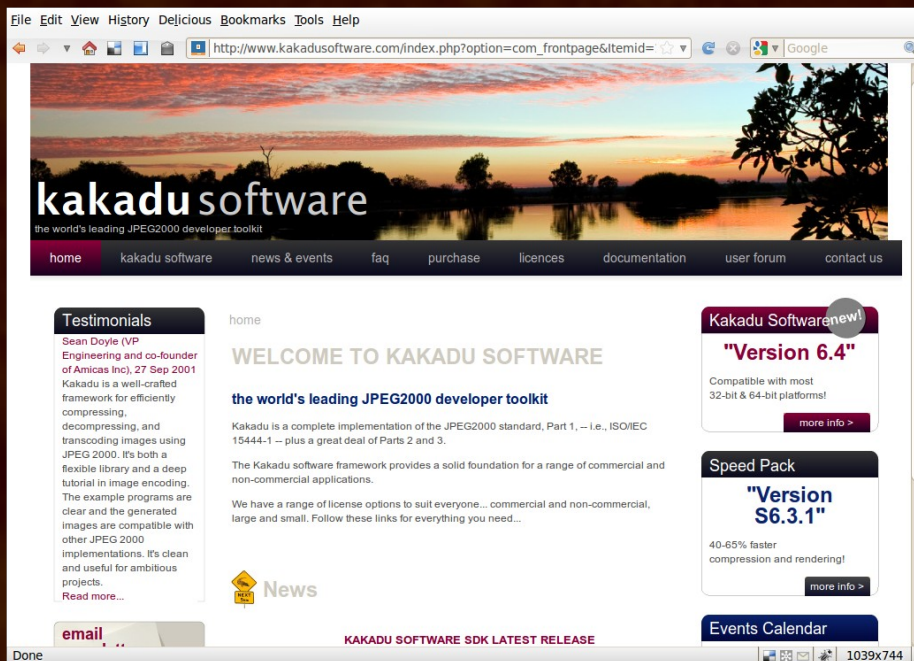 File Edit View History Delicious Bookmarks Tools Help
http://www.kakadusoftware.com/index.php?option=com_frontpage&Itemid=
Google
kakadu software
the world's leading JPEG2000 developer toolkit
home kakadu software news & events faq purchase licences documentation user forum contact us
Testimonials
Sean Doyle (VP
Engineering and co-founder
of Amicas Inc), 27 Sep 2001
Kakadu is a well-crafted
framework for efficiently
compressing,
decompressing, and
transcoding images using
JPEG 2000. It's both a
flexible library and a deep
tutorial in image encoding.
The example programs are
clear and the generated
images are compatible with
other JPEG 2000
implementations. It's clean
and useful for ambitious
projects.
Read more...
email
home
WELCOME TO KAKADU SOFTWARE
the world's leading JPEG2000 developer toolkit
Kakadu is a complete implementation of the JPEG2000 standard, Part 1, -- i.e., ISO/IEC
15444-1 -- plus a great deal of Parts 2 and 3.
The Kakadu software framework provides a solid foundation for a range of commercial and
non-commercial applications.
We have a range of license options to suit everyone... commercial and non-commercial,
large and small. Follow these links for everything you need...
News
KAKADU SOFTWARE SDK LATEST RELEASE
Kakadu Software
new!
"Version 6.4"
Compatible with most
32-bit & 64-bit platforms!
more info >
Speed Pack
"Version
S6.3.1"
40-65% faster
compression and rendering!
more info >
Events Calendar
Done
1039x744